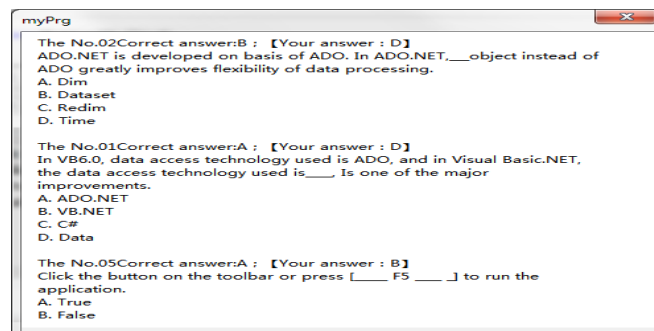 myPrg
The No.02Correct answer:B ; 【Your answer : D】
ADO.NET is developed on basis of ADO. In ADO.NET,__object instead of
ADO greatly improves flexibility of data processing.
A. Dim
B. Dataset
C. Redim
D. Time
The No.01Correct answer:A ; 【Your answer : D】
In VB6.0, data access technology used is ADO, and in Visual Basic.NET,
the data access technology used is___, Is one of the major
improvements.
A. ADO.NET
B. VB.NET
C. C#
D. Data
The No.05Correct answer:A ; 【Your answer : B】
Click the button on the toolbar or press [____ F5 ____ _] to run the
application.
A. True
B. False